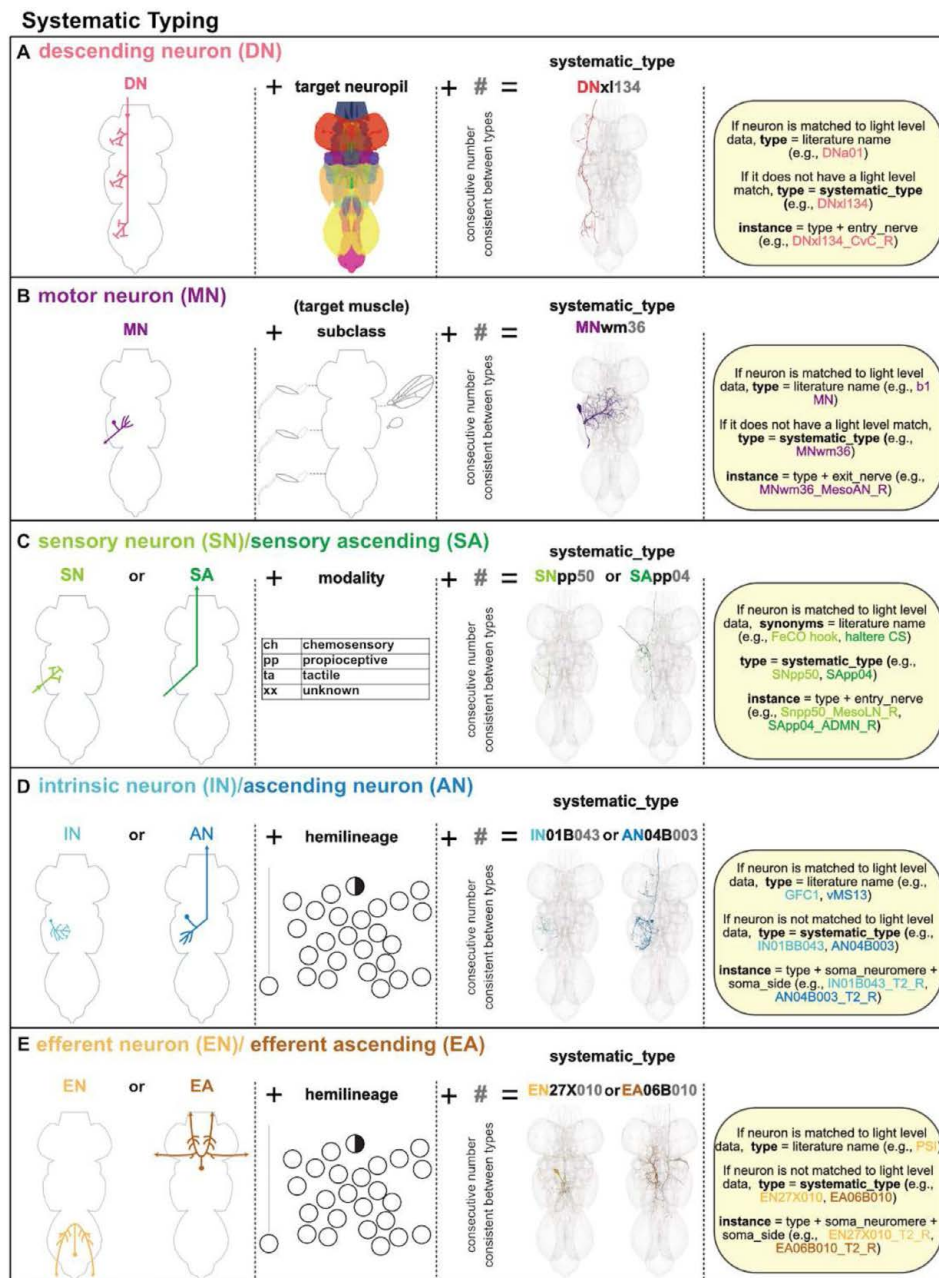 Systematic Typing
A descending neuron (DN)
DN
+ target neuropil
+ # =
consecutive number
consistent between types
systematic_type
DNxl134
If neuron is matched to light level
data, type = literature name
(e.g., DNa01)
If it does not have a light level
match, type = systematic_type
(e.g., DNxl134)
instance = type + entry_nerve
(e.g., DNxl134_CvC_R)
B motor neuron (MN)
MN
(target muscle)
+ subclass
+ # =
consecutive number
consistent between types
systematic_type
MNwm36
If neuron is matched to light level
data, type = literature name (e.g., b1
MN)
If it does not have a light level match,
type = systematic_type (e.g.,
MNwm36)
instance = type + exit_nerve (e.g.,
MNwm36_MesoAN_R)
C sensory neuron (SN)/sensory ascending (SA)
SN or SA
+ modality
ch chemosensory
pp propioceptive
ta tactile
xx unknown
+ # =
consecutive number
consistent between types
systematic_type
SNpp50 or SApp04
If neuron is matched to light level
data, synonyms = literature name
(e.g., FeCO hook, haltere CS)
type = systematic_type (e.g.,
SNpp50, SApp04)
instance = type + entry_nerve
(e.g., Snpp50_MesoLN_R,
SApp04_ADMN_R)
D intrinsic neuron (IN)/ascending neuron (AN)
IN or AN
+ hemilineage
+ # =
consecutive number
consistent between types
systematic_type
IN01B043 or AN04B003
If neuron is matched to light level
data, type = literature name (e.g.,
GFC1, vMS13)
If neuron is not matched to light level
data, type = systematic_type (e.g.,
IN01BB043, AN04B003)
instance = type + soma_neuromere +
soma_side (e.g., IN01B043_T2_R,
AN04B003_T2_R)
E efferent neuron (EN)/ efferent ascending (EA)
EN or EA
+ hemilineage
+ # =
consecutive number
consistent between types
systematic_type
EN27X010 or EA06B010
If neuron is matched to light level
data, type = literature name (e.g., PSI)
If neuron is not matched to light level
data, type = systematic_type (e.g.,
EN27X010, EA06B010)
instance = type + soma_neuromere +
soma_side (e.g., EN27X010_T2_R,
EA06B010_T2_R)